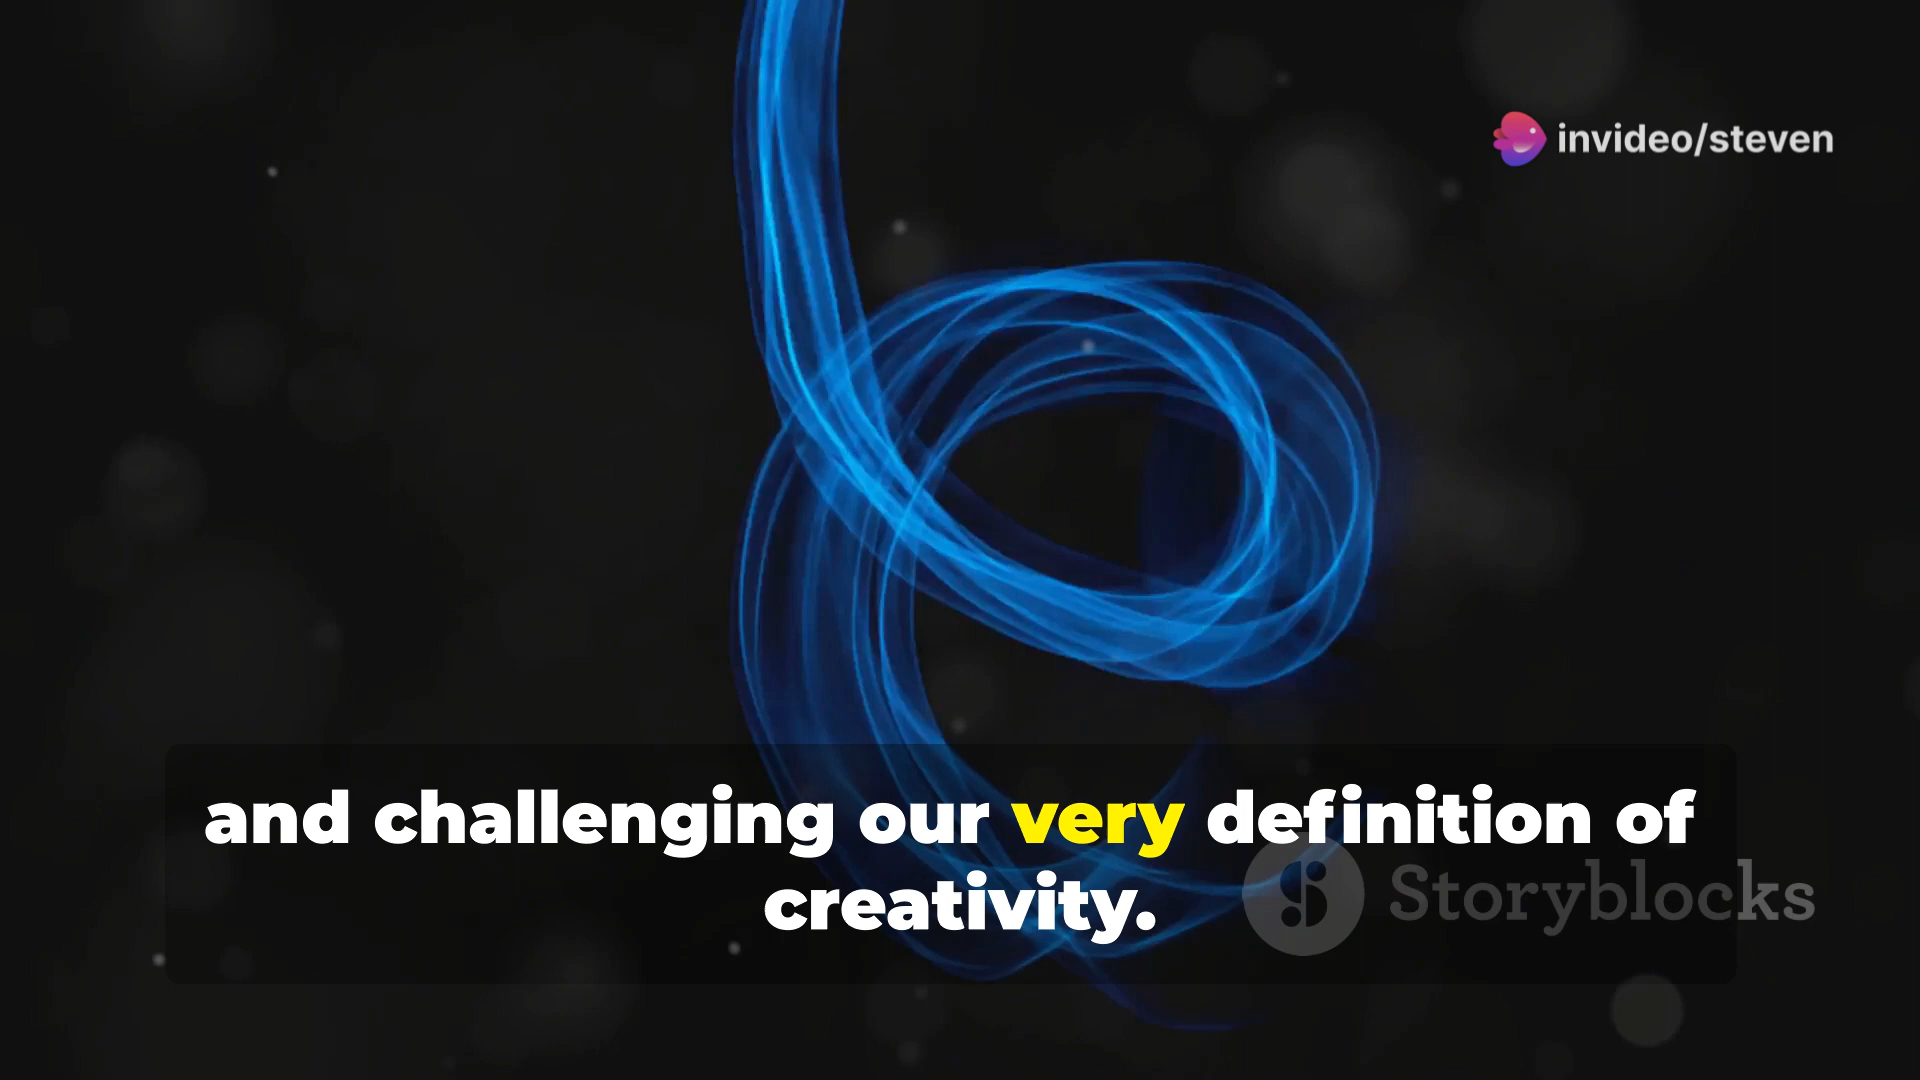 invideo/steven
and challenging our very definition of
creativity.
Storyblocks